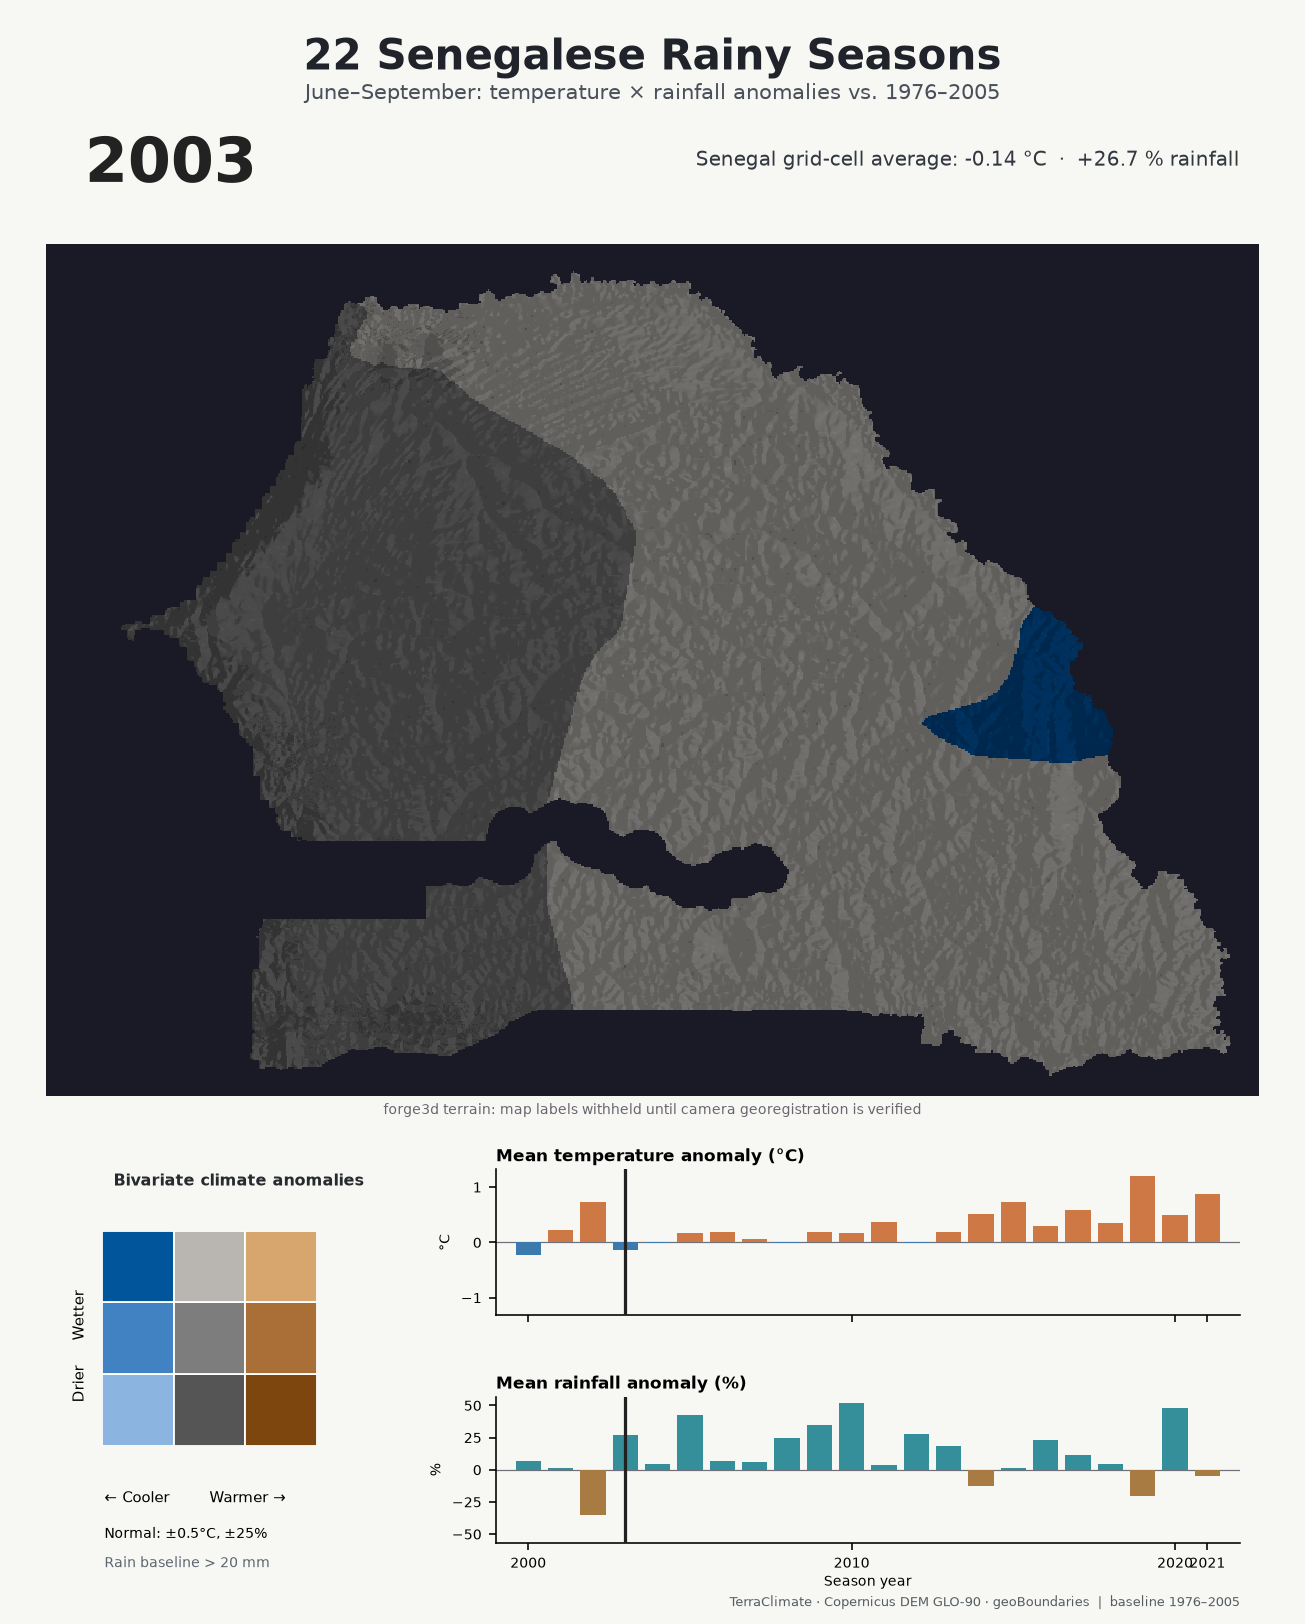 22 Senegalese Rainy Seasons
June–September: temperature × rainfall anomalies vs. 1976–2005
2003
Senegal grid-cell average: -0.14 °C · +26.7 % rainfall
forge3d terrain: map labels withheld until camera georegistration is verified
Bivariate climate anomalies
Wetter
Drier
← Cooler
Warmer →
Normal: ±0.5°C, ±25%
Rain baseline > 20 mm
Mean temperature anomaly (°C)
°C
1
0
−1
Mean rainfall anomaly (%)
%
50
25
0
−25
−50
2000
2010
2020
2021
Season year
TerraClimate · Copernicus DEM GLO-90 · geoBoundaries | baseline 1976–2005